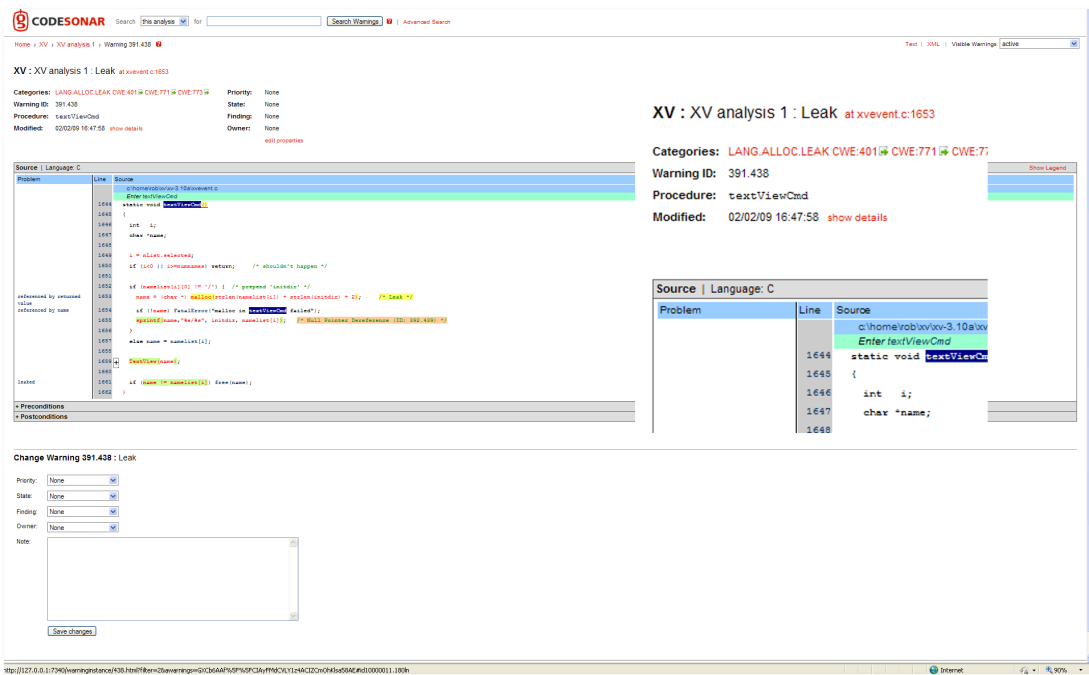 CODESONAR Search this analysis for Search Warnings ? | Advanced Search
Home › XV › XV analysis 1 › Warning 391.438 ?
Text | XML | Visible Warnings: active
XV : XV analysis 1 : Leak at xvevent.c:1653
Categories: LANG.ALLOC.LEAK CWE:401 CWE:771 CWE:773
Priority: None
Warning ID: 391.438
State: None
Procedure: textViewCmd
Finding: None
Modified: 02/02/09 16:47:58 show details
Owner: None
edit properties
Source | Language: C
Show Legend
Problem Line Source
c:\home\rob\xv\xv-3.10a\xvevent.c
Enter textViewCmd
1644 static void textViewCmd()
1645 {
1646 int i;
1647 char *name;
1648
1649 i = nList.selected;
1650 if (i<0 || i>=numnames) return; /* shouldn't happen */
1651
1652 if (namelist[i][0] != '/') { /* prepend 'initdir' */
referenced by returned value 1653 name = (char *) malloc(strlen(namelist[i]) + strlen(initdir) + 2); /* Leak */
referenced by name 1654 if (!name) FatalError("malloc in textViewCmd failed");
1655 sprintf(name,"%s/%s", initdir, namelist[i]); /* Null Pointer Dereference (ID: 392.439) */
1656 }
1657 else name = namelist[i];
1658
1659 + TextView(name);
1660
leaked 1661 if (name != namelist[i]) free(name);
1662 }
+ Preconditions
+ Postconditions
XV : XV analysis 1 : Leak at xvevent.c:1653
Categories: LANG.ALLOC.LEAK CWE:401 CWE:771 CWE:77
Warning ID: 391.438
Procedure: textViewCmd
Modified: 02/02/09 16:47:58 show details
Source | Language: C
Problem Line Source
c:\home\rob\xv\xv-3.10a\xv
Enter textViewCmd
1644 static void textViewCm
1645 {
1646 int i;
1647 char *name;
1648
Change Warning 391.438 : Leak
Priority: None
State: None
Finding: None
Owner: None
Note:
Save changes
Internet 90%